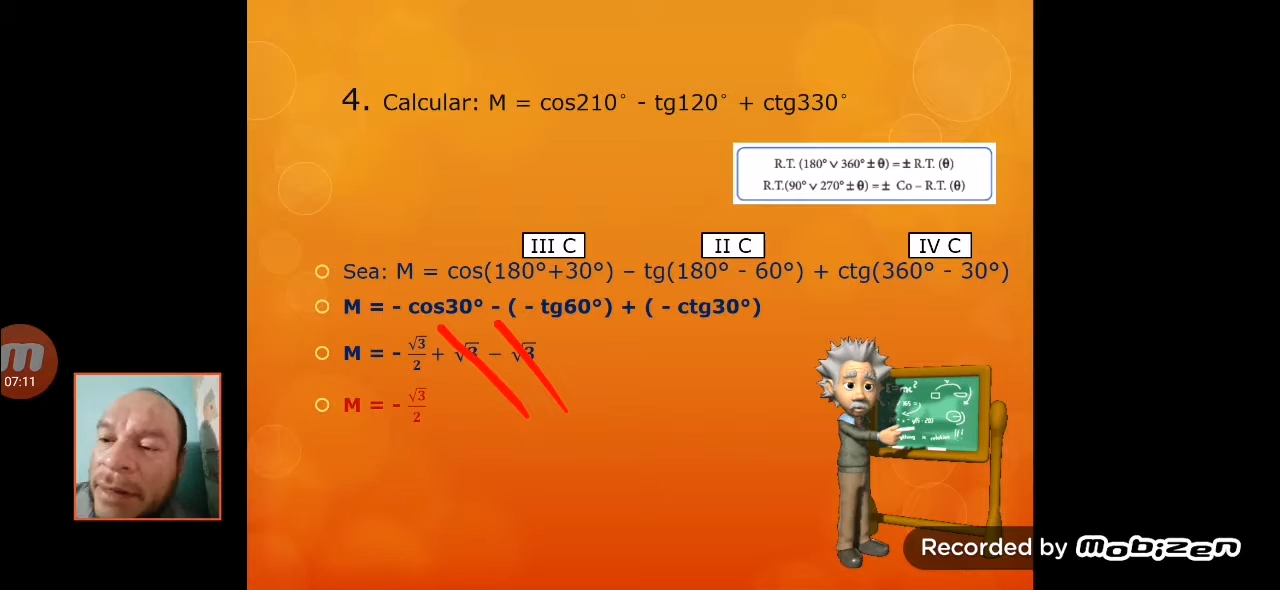 4. Calcular: M = cos210° - tg120° + ctg330°
R.T. (180° ∨ 360° ± θ) = ± R.T. (θ)
R.T.(90° ∨ 270° ± θ) = ± Co – R.T. (θ)
III C II C IV C
Sea: M = cos(180°+30°) – tg(180° - 60°) + ctg(360° - 30°)
M = - cos30° - ( - tg60°) + ( - ctg30°)
M = - √3/2 + √3 – √3
M = - √3/2
07:11
Recorded by mobizen